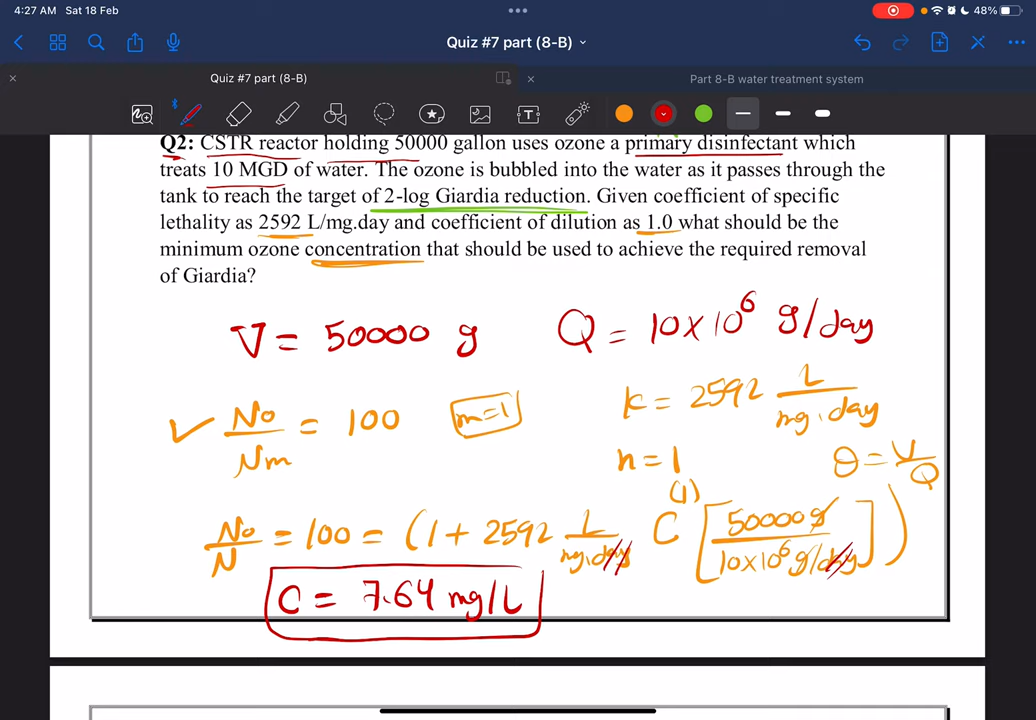 4:27 AM Sat 18 Feb
48%
Quiz #7 part (8-B)
Quiz #7 part (8-B)
Part 8-B water treatment system
Q2: CSTR reactor holding 50000 gallon uses ozone a primary disinfectant which
treats 10 MGD of water. The ozone is bubbled into the water as it passes through the
tank to reach the target of 2-log Giardia reduction. Given coefficient of specific
lethality as 2592 L/mg.day and coefficient of dilution as 1.0 what should be the
minimum ozone concentration that should be used to achieve the required removal
of Giardia?
V = 50000 g
Q = 10x10⁶ g/day
✓ No/Nm = 100
m=1
k = 2592 L/mg.day
n = 1
θ = V/Q
No/N = 100 = (1 + 2592 L/mg.day C(1) [50000g/10x10⁶ g/day])
C = 7.64 mg/L